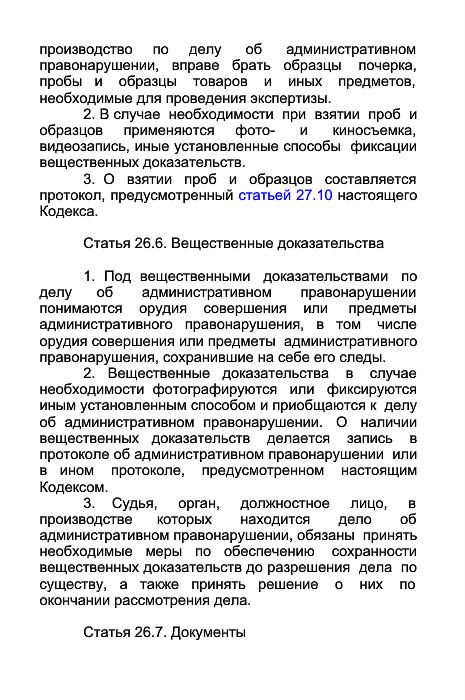 производство по делу об административном
правонарушении, вправе брать образцы почерка,
пробы и образцы товаров и иных предметов,
необходимые для проведения экспертизы.
2. В случае необходимости при взятии проб и
образцов применяются фото- и киносъемка,
видеозапись, иные установленные способы фиксации
вещественных доказательств.
3. О взятии проб и образцов составляется
протокол, предусмотренный статьей 27.10 настоящего
Кодекса.
Статья 26.6. Вещественные доказательства
1. Под вещественными доказательствами по
делу об административном правонарушении
понимаются орудия совершения или предметы
административного правонарушения, в том числе
орудия совершения или предметы административного
правонарушения, сохранившие на себе его следы.
2. Вещественные доказательства в случае
необходимости фотографируются или фиксируются
иным установленным способом и приобщаются к делу
об административном правонарушении. О наличии
вещественных доказательств делается запись в
протоколе об административном правонарушении или
в ином протоколе, предусмотренном настоящим
Кодексом.
3. Судья, орган, должностное лицо, в
производстве которых находится дело об
административном правонарушении, обязаны принять
необходимые меры по обеспечению сохранности
вещественных доказательств до разрешения дела по
существу, а также принять решение о них по
окончании рассмотрения дела.
Статья 26.7. Документы